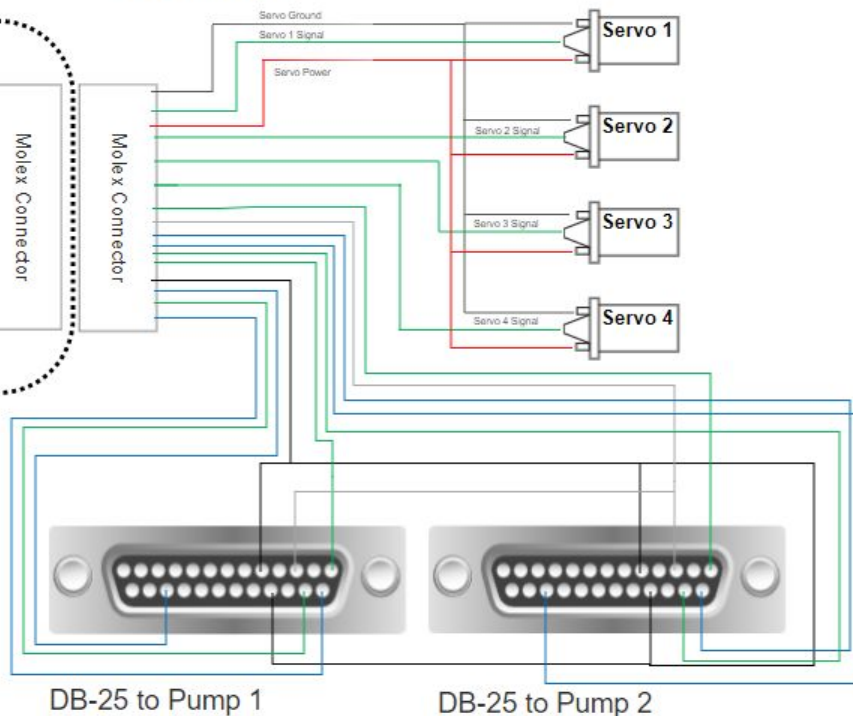 Servo Ground
Servo 1 Signal
Servo Power
Servo 1
Servo 2 Signal
Servo 2
Servo 3 Signal
Servo 3
Servo 4 Signal
Servo 4
Molex Connector
Molex Connector
DB-25 to Pump 1
DB-25 to Pump 2